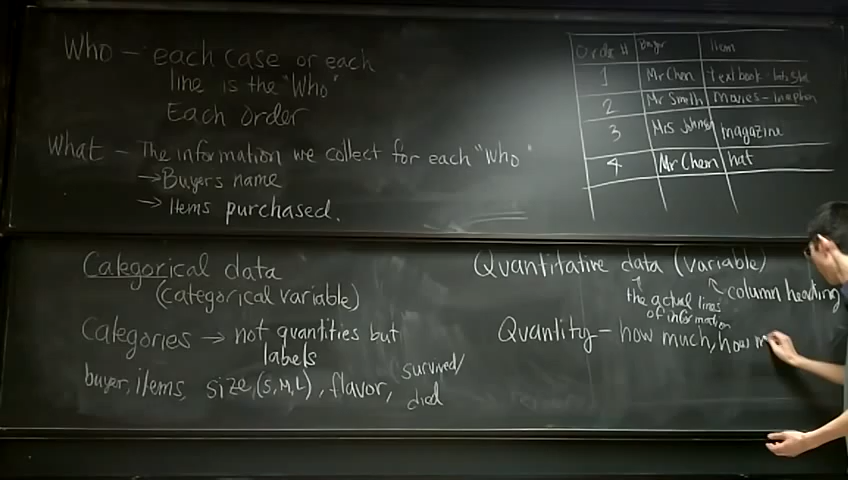 Who – each case or each
line is the "Who"
Each order
What – The information we collect for each "Who"
→ Buyers name
→ Items purchased.
Order # Buyer Item
1 Mr Chen textbook -
2 Mr Smith movies –
3 Mrs Johnson magazine
4 Mr Chen hat
Categorical data
(categorical variable)
Categories → not quantities but
labels
buyer, items, size, (S, M, L), flavor, survived/
died
Quantitative data (variable)
the actual lines
of information
column heading
Quantity – how much, how m